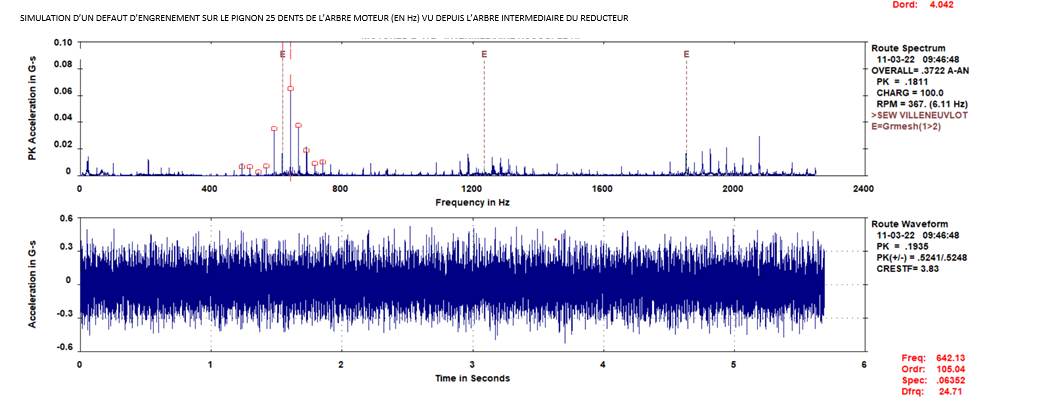 Dord: 4.042
SIMULATION D'UN DEFAUT D'ENGRENEMENT SUR LE PIGNON 25 DENTS DE L'ARBRE MOTEUR (EN Hz) VU DEPUIS L'ARBRE INTERMEDIAIRE DU REDUCTEUR
PK Acceleration in G-s
0.10
0.08
0.06
0.04
0.02
0
E
E
E
0 400 800 1200 1600 2000 2400
Frequency in Hz
Route Spectrum
11-03-22 09:46:48
OVERALL= .3722 A-AN
PK = .1811
CHARG = 100.0
RPM = 367. (6.11 Hz)
>SEW VILLENEUVLOT
E=Grmesh(1>2)
Acceleration in G-s
0.6
0.3
0
-0.3
-0.6
0 1 2 3 4 5 6
Time in Seconds
Route Waveform
11-03-22 09:46:48
PK = .1935
PK(+/-) = .5241/.5248
CRESTF= 3.83
Freq: 642.13
Ordr: 105.04
Spec: .06352
Dfrq: 24.71